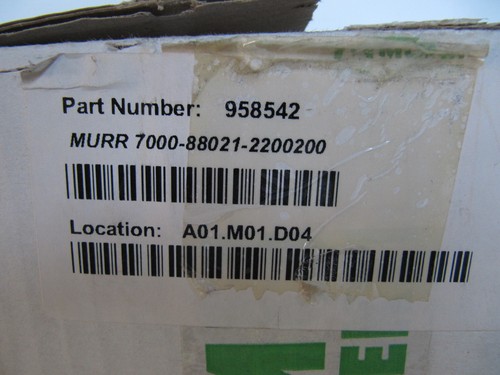 Part Number: 958542
MURR 7000-88021-2200200
Location: A01.M01.D04